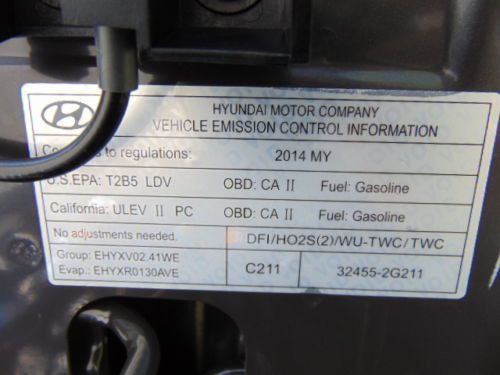 HYUNDAI MOTOR COMPANY
VEHICLE EMISSION CONTROL INFORMATION
to regulations: 2014 MY
U.S.EPA: T2B5 LDV OBD: CA II Fuel: Gasoline
California: ULEV II PC OBD: CA II Fuel: Gasoline
No adjustments needed. DFI/HO2S(2)/WU-TWC/TWC
Group: EHYXV02.41WE
Evap.: EHYXR0130AVE
C211 32455-2G211